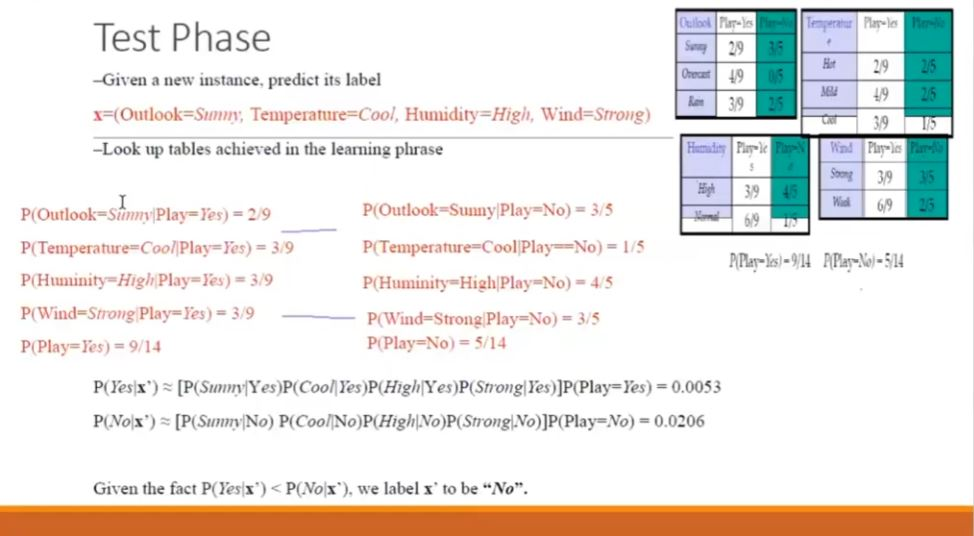 Test Phase
–Given a new instance, predict its label
x=(Outlook=Sunny, Temperature=Cool, Humidity=High, Wind=Strong)
–Look up tables achieved in the learning phrase
P(Outlook=Sunny|Play=Yes) = 2/9
P(Temperature=Cool|Play=Yes) = 3/9
P(Huminity=High|Play=Yes) = 3/9
P(Wind=Strong|Play=Yes) = 3/9
P(Play=Yes) = 9/14
P(Outlook=Sunny|Play=No) = 3/5
P(Temperature=Cool|Play==No) = 1/5
P(Huminity=High|Play=No) = 4/5
P(Wind=Strong|Play=No) = 3/5
P(Play=No) = 5/14
Outlook Play=Yes Play=No
Sunny 2/9 3/5
Overcast 4/9 0/5
Rain 3/9 2/5
Temperatur Play=Yes Play=No
e
Hot 2/9 2/5
Mild 4/9 2/5
Cool 3/9 1/5
Humidity Play=Ye Play=N
s o
High 3/9 4/5
Normal 6/9 1/5
Wind Play=Yes Play=No
Strong 3/9 3/5
Weak 6/9 2/5
P(Play=Yes) = 9/14 P(Play=No) = 5/14
P(Yes|x') ≈ [P(Sunny|Yes)P(Cool|Yes)P(High|Yes)P(Strong|Yes)]P(Play=Yes) = 0.0053
P(No|x') ≈ [P(Sunny|No) P(Cool|No)P(High|No)P(Strong|No)]P(Play=No) = 0.0206
Given the fact P(Yes|x') < P(No|x'), we label x' to be “No”.